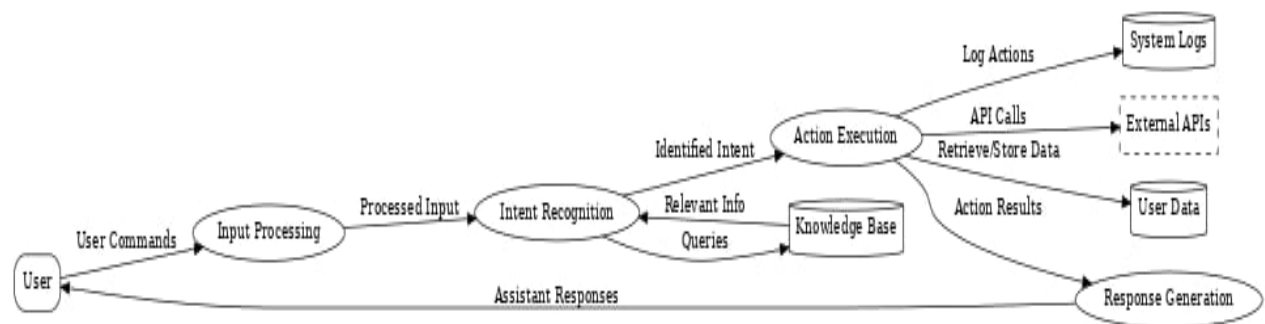 System Logs
Log Actions
API Calls
External APIs
Action Execution
Identified Intent
Retrieve/Store Data
Processed Input
Intent Recognition
Relevant Info
Action Results
User Data
User Commands
Input Processing
Queries
Knowledge Base
User
Assistant Responses
Response Generation